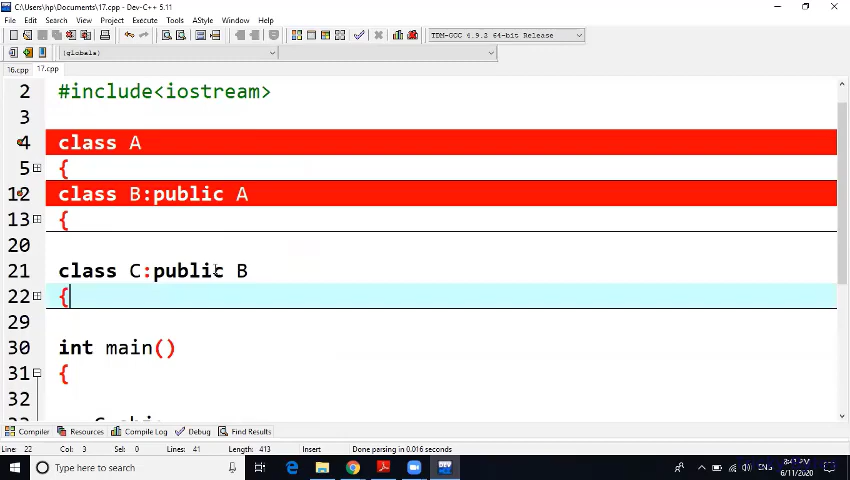 C:\Users\hp\Documents\17.cpp - Dev-C++ 5.11
File Edit Search View Project Execute Tools AStyle Window Help
TDM-GCC 4.9.2 64-bit Release
(globals)
16.cpp 17.cpp
2 #include<iostream>
3
4 class A
5 {
12 class B:public A
13 {
20
21 class C:public B
22 {
29
30 int main()
31 {
32
Compiler Resources Compile Log Debug Find Results
Line: 22 Col: 3 Sel: 0 Lines: 41 Length: 413 Insert Done parsing in 0.016 seconds
Type here to search
DEV
ENG
6/11/2020